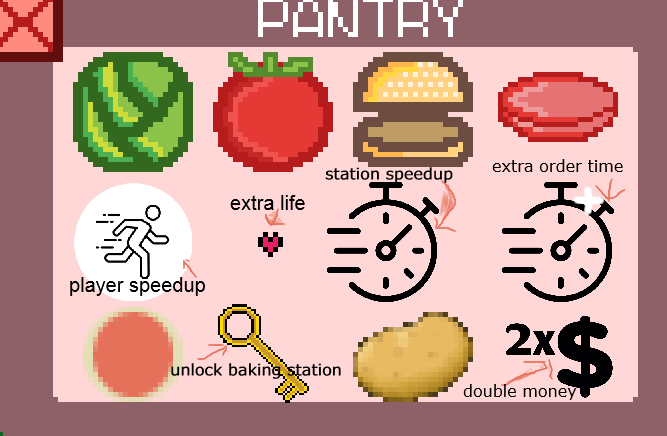 PANTRY
station speedup
extra order time
extra life
player speedup
unlock baking station
2x$
double money